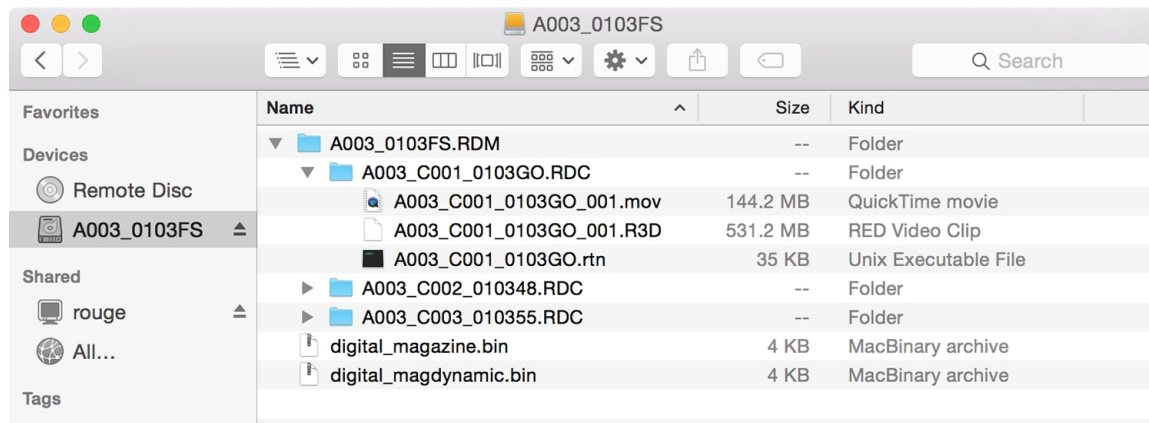 A003_0103FS
Search
Favorites
Devices
Remote Disc
A003_0103FS
Shared
rouge
All...
Tags
Name Size Kind
A003_0103FS.RDM -- Folder
A003_C001_0103GO.RDC -- Folder
A003_C001_0103GO_001.mov 144.2 MB QuickTime movie
A003_C001_0103GO_001.R3D 531.2 MB RED Video Clip
A003_C001_0103GO.rtn 35 KB Unix Executable File
A003_C002_010348.RDC -- Folder
A003_C003_010355.RDC -- Folder
digital_magazine.bin 4 KB MacBinary archive
digital_magdynamic.bin 4 KB MacBinary archive